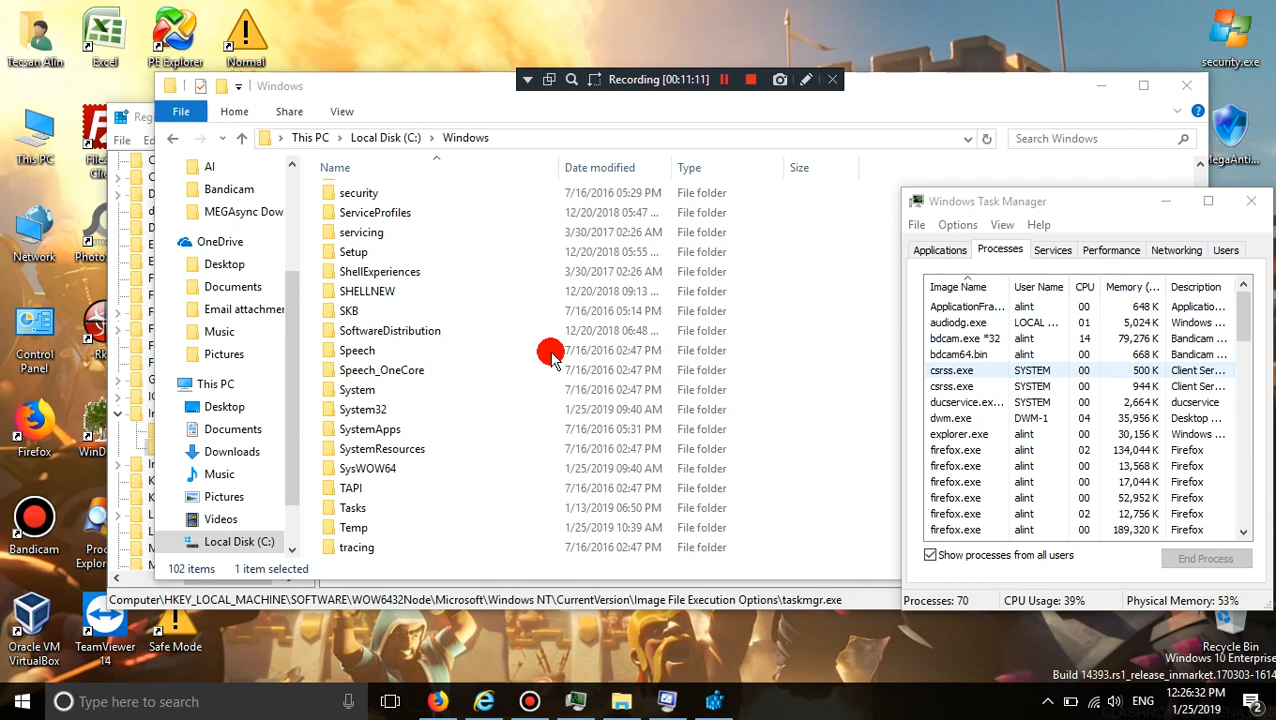 Tecsan Alin
Excel
PE Explorer
Normal
security.exe
Recording [00:11:11]
Windows
File
Home
Share
View
This PC
Local Disk (C:)
Windows
Search Windows
Name
Date modified
Type
Size
AI
Bandicam
MEGAsync Dow
OneDrive
Desktop
Documents
Email attachmer
Music
Pictures
This PC
Desktop
Documents
Downloads
Music
Pictures
Videos
Local Disk (C:)
security 7/16/2016 05:29 PM File folder
ServiceProfiles 12/20/2018 05:47 ... File folder
servicing 3/30/2017 02:26 AM File folder
Setup 12/20/2018 05:55 ... File folder
ShellExperiences 3/30/2017 02:26 AM File folder
SHELLNEW 12/20/2018 09:13 ... File folder
SKB 7/16/2016 05:14 PM File folder
SoftwareDistribution 12/20/2018 06:48 ... File folder
Speech 7/16/2016 02:47 PM File folder
Speech_OneCore 7/16/2016 02:47 PM File folder
System 7/16/2016 02:47 PM File folder
System32 1/25/2019 09:40 AM File folder
SystemApps 7/16/2016 05:31 PM File folder
SystemResources 7/16/2016 02:47 PM File folder
SysWOW64 1/25/2019 09:40 AM File folder
TAPI 7/16/2016 02:47 PM File folder
Tasks 1/13/2019 06:50 PM File folder
Temp 1/25/2019 10:39 AM File folder
tracing 7/16/2016 02:47 PM File folder
102 items 1 item selected
Reg
File Ed
Computer\HKEY_LOCAL_MACHINE\SOFTWARE\WOW6432Node\Microsoft\Windows NT\CurrentVersion\Image File Execution Options\taskmgr.exe
Windows Task Manager
File Options View Help
Applications Processes Services Performance Networking Users
Image Name User Name CPU Memory (... Description
ApplicationFra... alint 00 648 K Applicatio...
audiodg.exe LOCAL ... 01 5,024 K Windows ...
bdcam.exe *32 alint 14 79,276 K Bandicam ...
bdcam64.bin alint 00 668 K Bandicam ...
csrss.exe SYSTEM 00 500 K Client Ser...
csrss.exe SYSTEM 00 944 K Client Ser...
ducservice.ex... SYSTEM 00 2,664 K ducservice
dwm.exe DWM-1 04 35,956 K Desktop ...
explorer.exe alint 00 30,156 K Windows ...
firefox.exe alint 02 134,044 K Firefox
firefox.exe alint 00 13,568 K Firefox
firefox.exe alint 00 17,044 K Firefox
firefox.exe alint 00 52,952 K Firefox
firefox.exe alint 02 12,756 K Firefox
firefox.exe alint 00 189,320 K Firefox
Show processes from all users
End Process
Processes: 70 CPU Usage: 39% Physical Memory: 53%
This PC
Network
Control
Panel
Firefox
Bandicam
Oracle VM
VirtualBox
TeamViewer
14
Safe Mode
Recycle Bin
Windows 10 Enterprise
Build 14393.rs1_release_inmarket.170303-1614
Type here to search
ENG
12:26:32 PM
1/25/2019
2